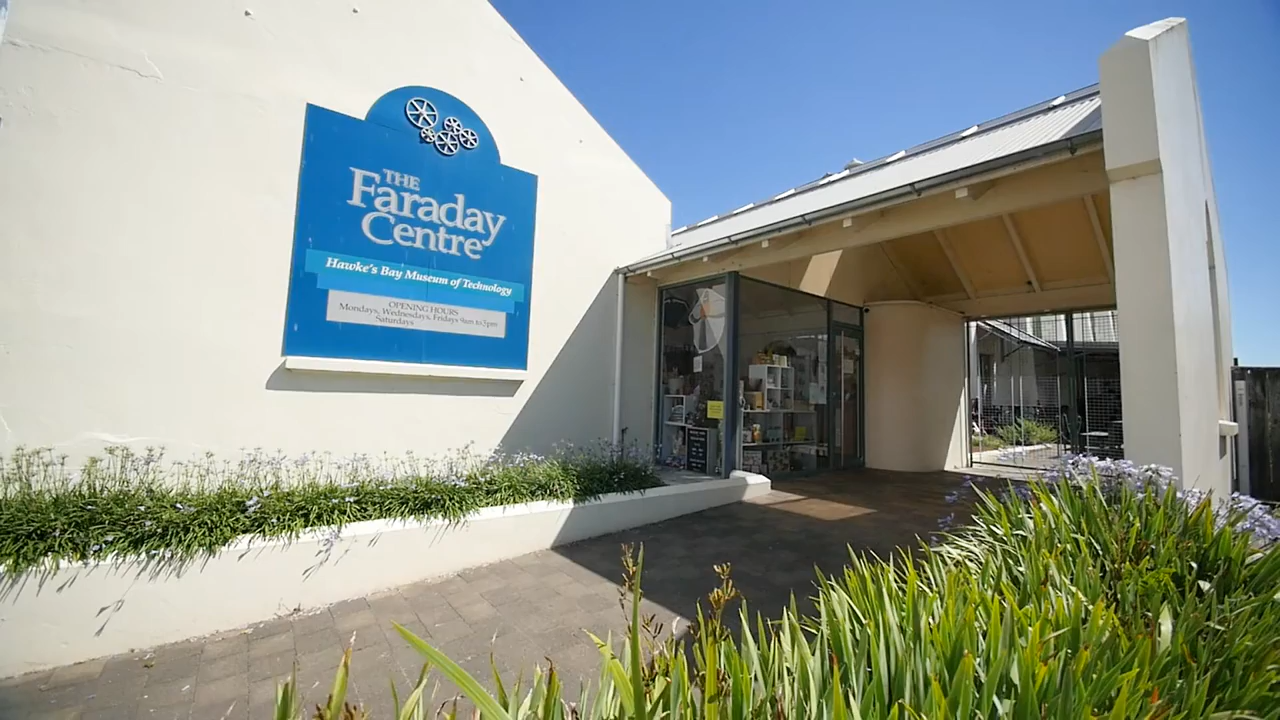 THE
Faraday
Centre
Hawke's Bay Museum of Technology
OPENING HOURS
Mondays, Wednesdays, Fridays 9am to 3pm
Saturdays